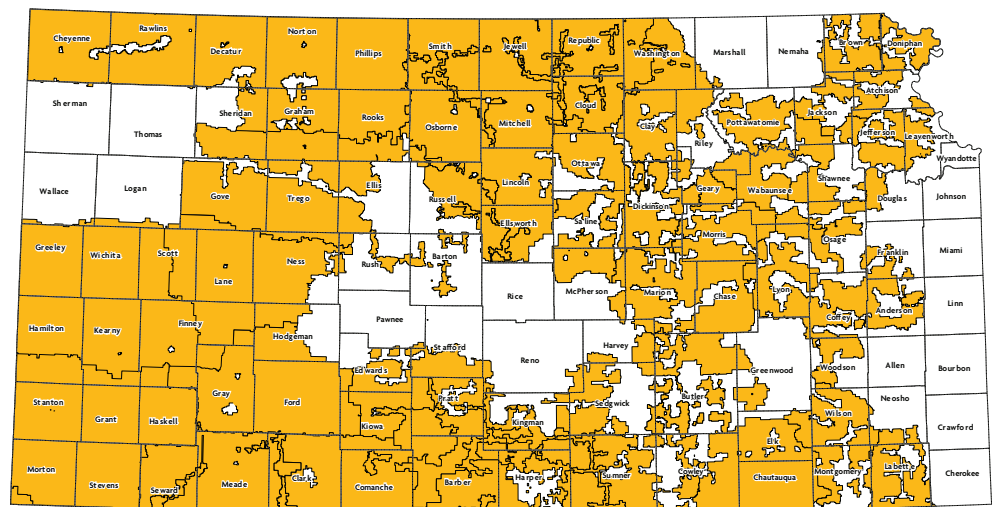 Cheyenne
Rawlins
Decatur
Norton
Phillips
Smith
Jewell
Republic
Washington
Marshall
Nemaha
Brown
Doniphan
Sherman
Thomas
Sheridan
Graham
Rooks
Osborne
Mitchell
Cloud
Clay
Riley
Pottawatomie
Jackson
Atchison
Jefferson
Leavenworth
Wyandotte
Wallace
Logan
Gove
Trego
Ellis
Russell
Lincoln
Ottawa
Saline
Dickinson
Geary
Wabaunsee
Shawnee
Douglas
Johnson
Greeley
Wichita
Scott
Lane
Ness
Rush
Barton
Ellsworth
Rice
McPherson
Marion
Morris
Chase
Lyon
Osage
Franklin
Miami
Coffey
Anderson
Linn
Hamilton
Kearny
Finney
Hodgeman
Pawnee
Stafford
Edwards
Reno
Harvey
Butler
Greenwood
Woodson
Allen
Bourbon
Stanton
Grant
Haskell
Gray
Ford
Kiowa
Pratt
Kingman
Sedgwick
Elk
Wilson
Neosho
Crawford
Morton
Stevens
Seward
Meade
Clark
Comanche
Barber
Harper
Sumner
Cowley
Chautauqua
Montgomery
Labette
Cherokee